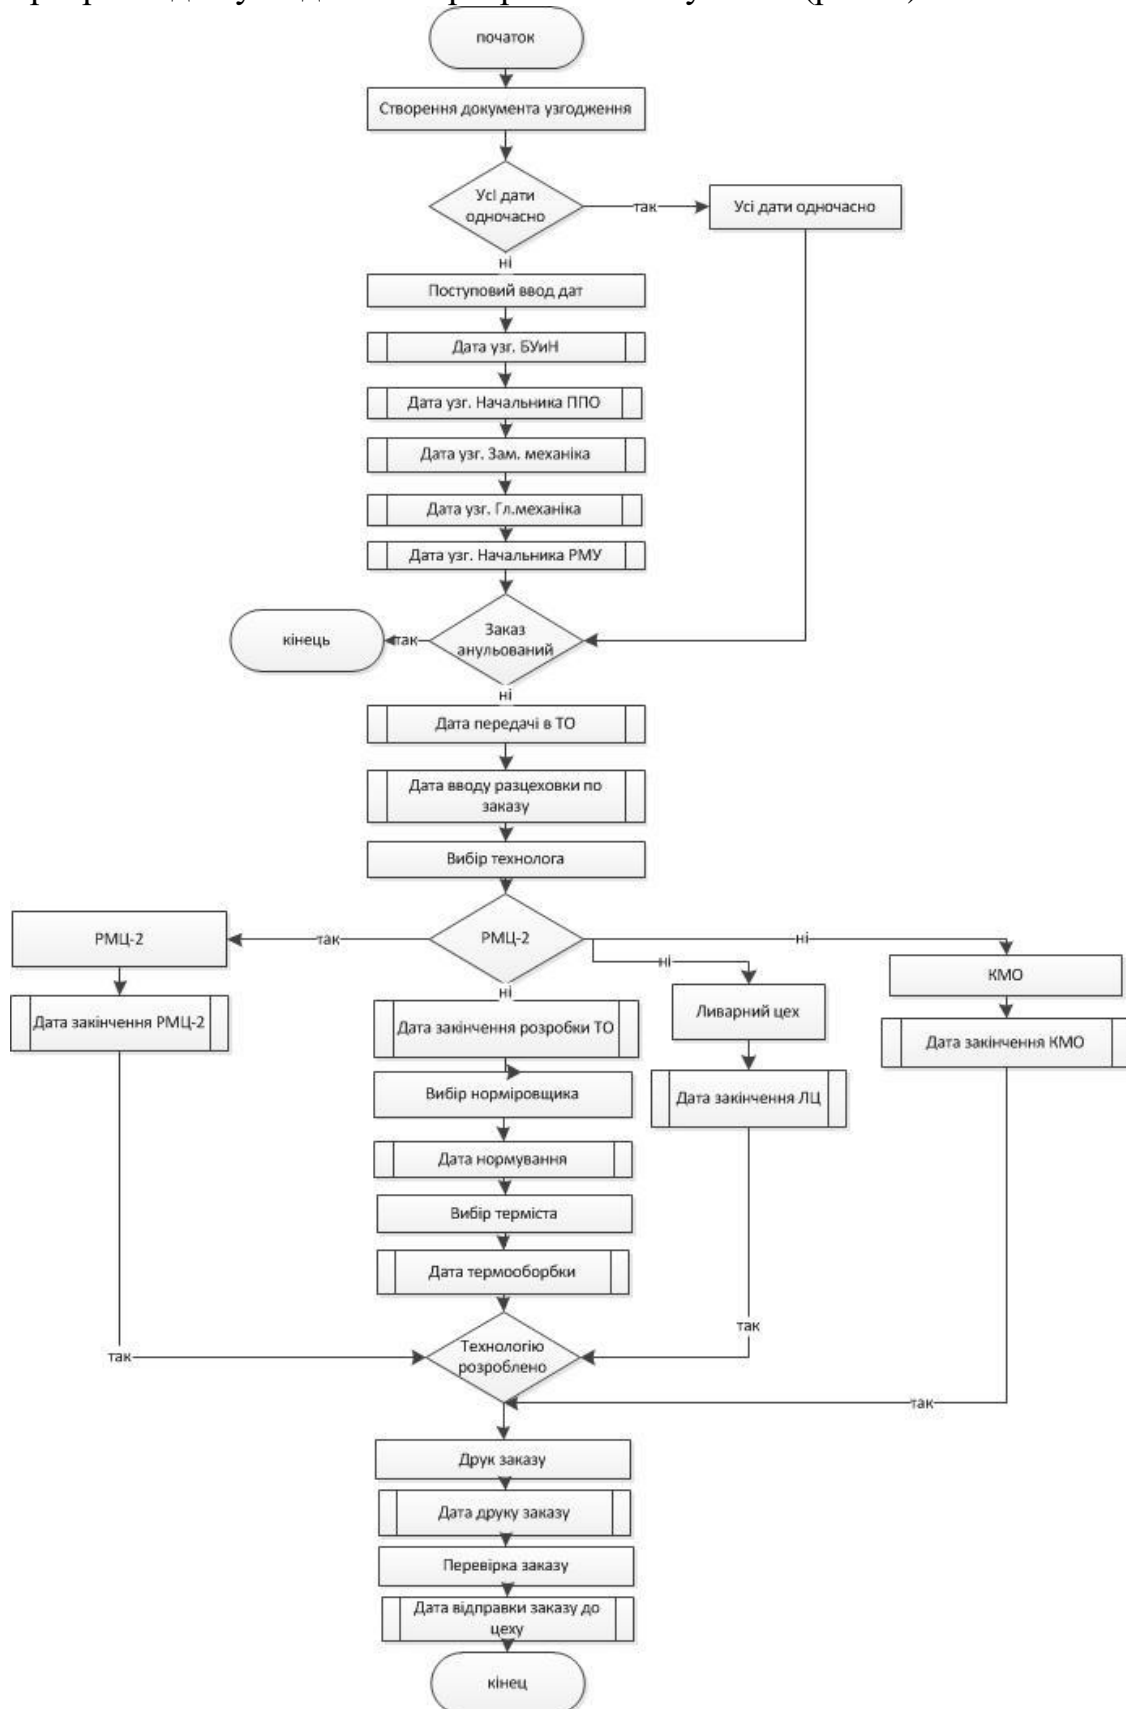 початок
Створення документа узгодження
Усі дати
одночасно
так
Усі дати одночасно
ні
Поступовий ввод дат
Дата узг. БУиН
Дата узг. Начальника ППО
Дата узг. Зам. механіка
Дата узг. Гл.механіка
Дата узг. Начальника РМУ
Заказ
анульований
так
кінець
ні
Дата передачі в ТО
Дата вводу разцеховки по
заказу
Вибір технолога
РМЦ-2
так
РМЦ-2
ні
ні
ні
КМО
Ливарний цех
Дата закінчення РМЦ-2
Дата закінчення розробки ТО
Дата закінчення КМО
Вибір норміровщика
Дата закінчення ЛЦ
Дата нормування
Вибір терміста
Дата термооборбки
так
Технологію
розроблено
так
так
Друк заказу
Дата друку заказу
Перевірка заказу
Дата відправки заказу до
цеху
кінец